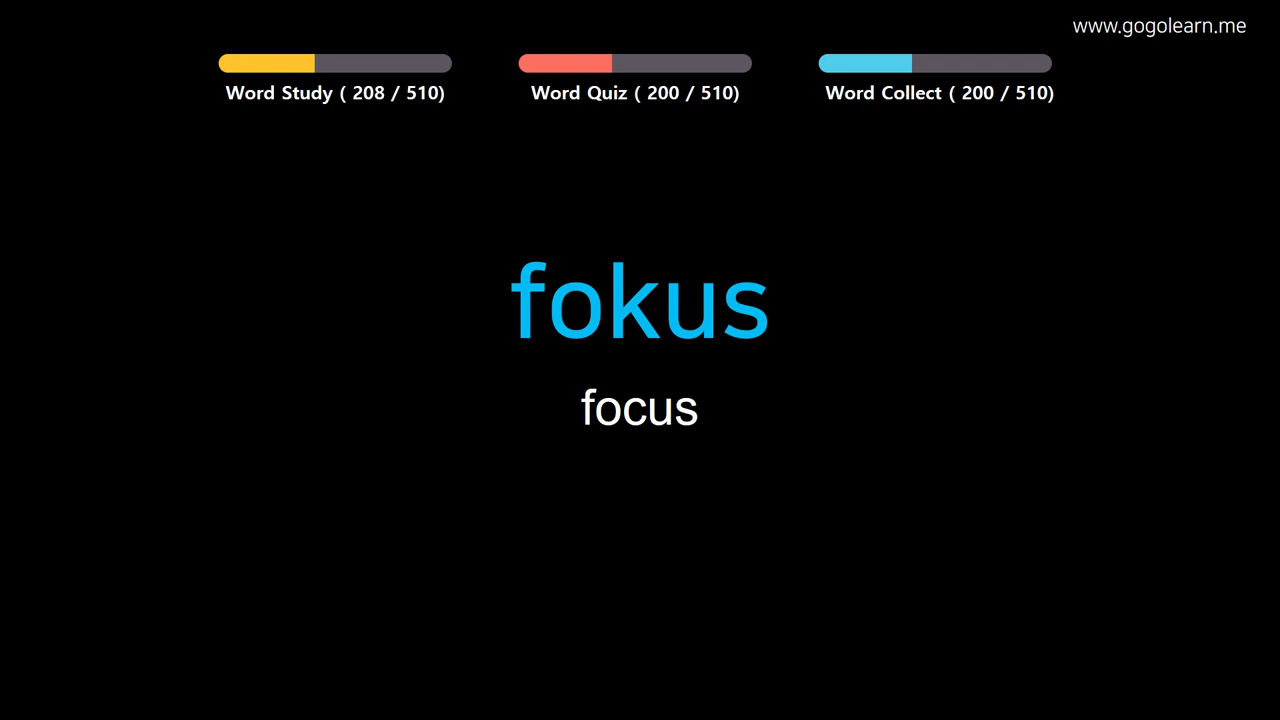 www.gogolearn.me
Word Study ( 208 / 510)
Word Quiz ( 200 / 510)
Word Collect ( 200 / 510)
fokus
focus